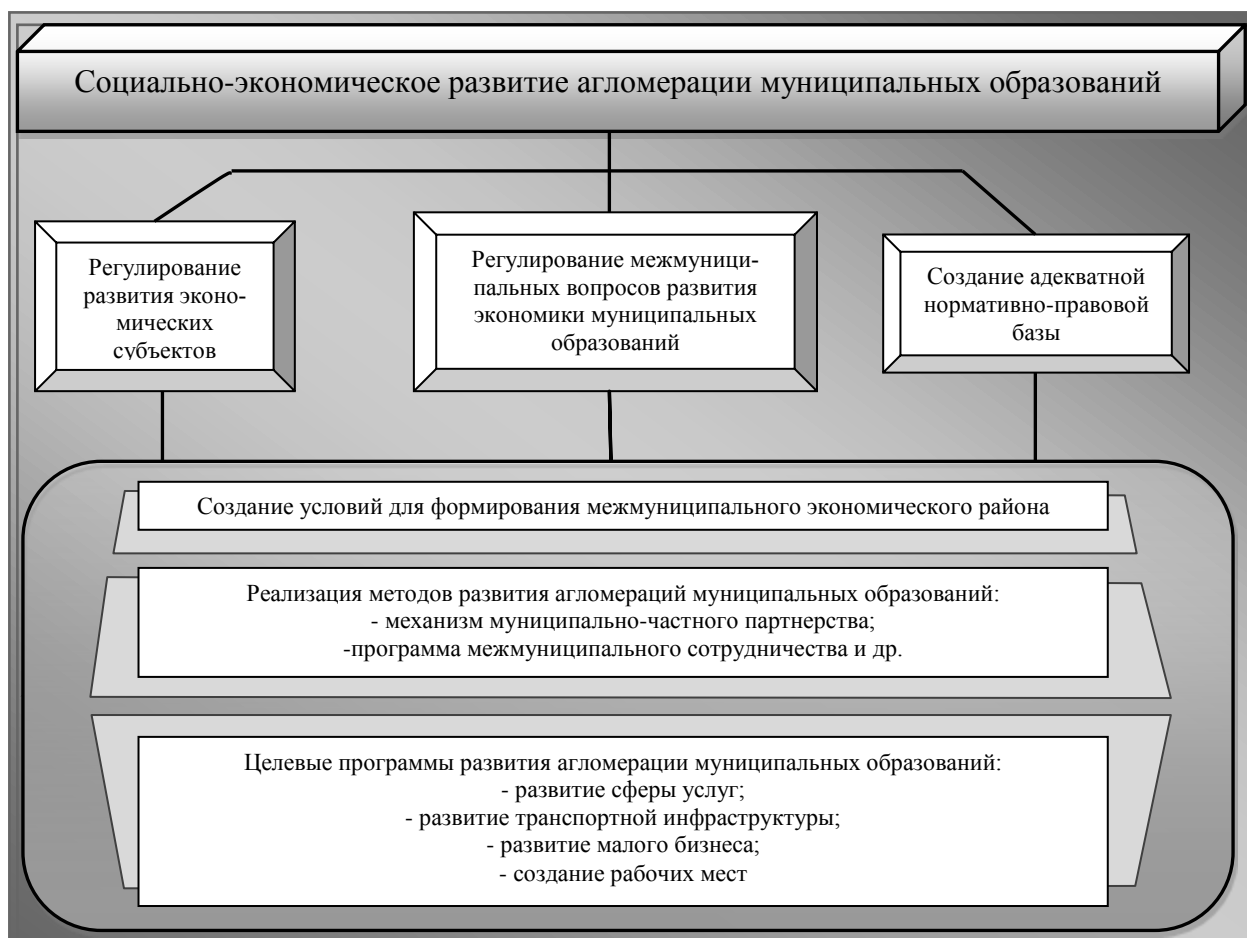 Социально-экономическое развитие агломерации муниципальных образований
Регулирование
развития эконо-
мических
субъектов
Регулирование межмуници-
пальных вопросов развития
экономики муниципальных
образований
Создание адекватной
нормативно-правовой
базы
Создание условий для формирования межмуниципального экономического района
Реализация методов развития агломераций муниципальных образований:
- механизм муниципально-частного партнерства;
-программа межмуниципального сотрудничества и др.
Целевые программы развития агломерации муниципальных образований:
- развитие сферы услуг;
- развитие транспортной инфраструктуры;
- развитие малого бизнеса;
- создание рабочих мест